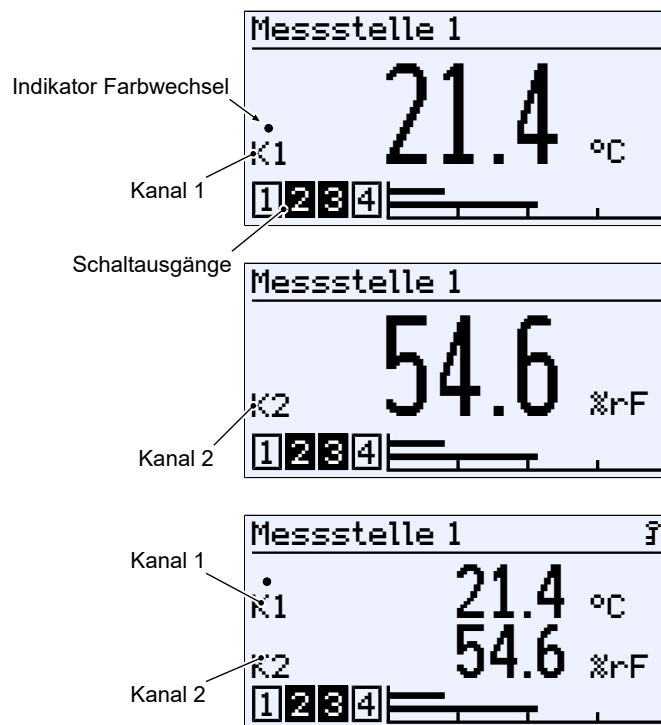 Messstelle 1
Indikator Farbwechsel
21.4 °C
K1
Kanal 1
1 2 3 4
Schaltausgänge
Messstelle 1
54.6 %rF
K2
Kanal 2
1 2 3 4
Messstelle 1
Kanal 1
K1 21.4 °C
K2 54.6 %rF
Kanal 2
1 2 3 4